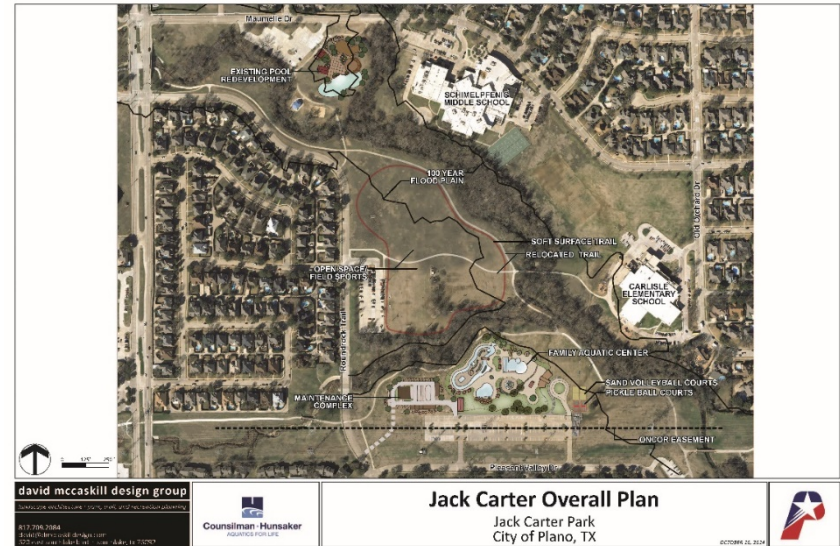 Maumelle Dr
EXISTING POOL
REDEVELOPMENT
SCHIMELPFENIG
MIDDLE SCHOOL
100 YEAR
FLOOD PLAIN
Old Orchard Dr
SOFT SURFACE TRAIL
RELOCATED TRAIL
OPEN SPACE/
FIELD SPORTS
CARLISLE
ELEMENTARY
SCHOOL
Roundrock Trail
FAMILY AQUATIC CENTER
SAND VOLLEYBALL COURTS
PICKLE BALL COURTS
MAINTENANCE
COMPLEX
ONCOR EASEMENT
Pleasant Valley Dr
david mccaskill design group
817.709.2084
Counsilman · Hunsaker
AQUATICS FOR LIFE
Jack Carter Overall Plan
Jack Carter Park
City of Plano, TX